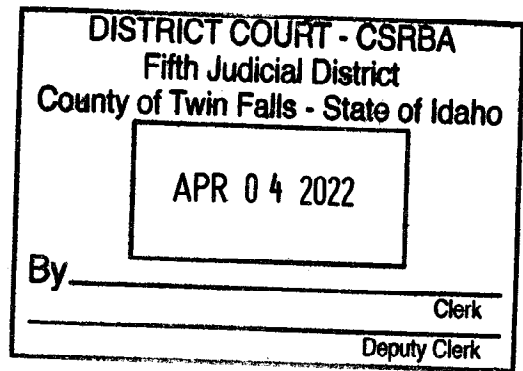 DISTRICT COURT - CSRBA
Fifth Judicial District
County of Twin Falls - State of Idaho
APR 04 2022
By
Clerk
Deputy Clerk